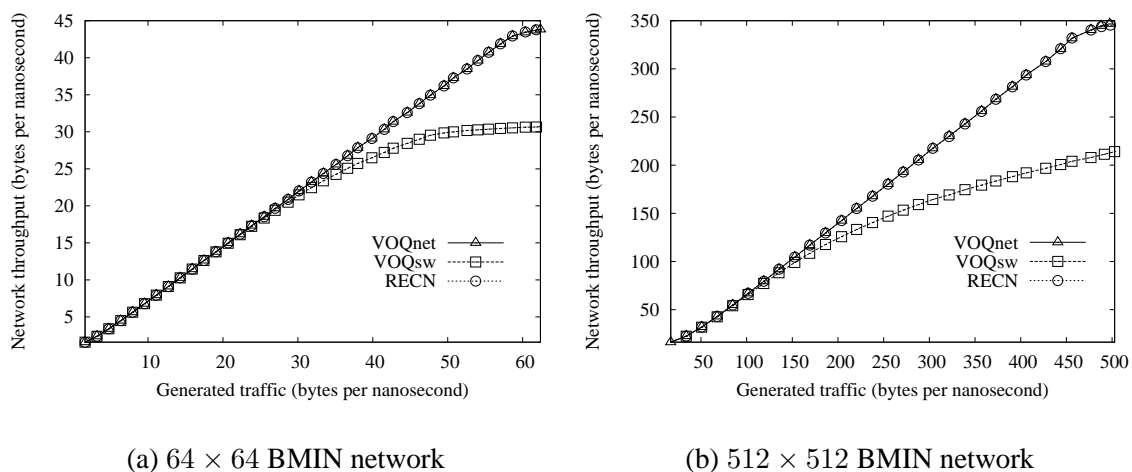 Network throughput (bytes per nanosecond)
45
40
35
30
25
20
15
10
5
VOQnet
VOQsw
RECN
10 20 30 40 50 60
Generated traffic (bytes per nanosecond)
(a) 64 × 64 BMIN network
Network throughput (bytes per nanosecond)
350
300
250
200
150
100
50
VOQnet
VOQsw
RECN
50 100 150 200 250 300 350 400 450 500
Generated traffic (bytes per nanosecond)
(b) 512 × 512 BMIN network